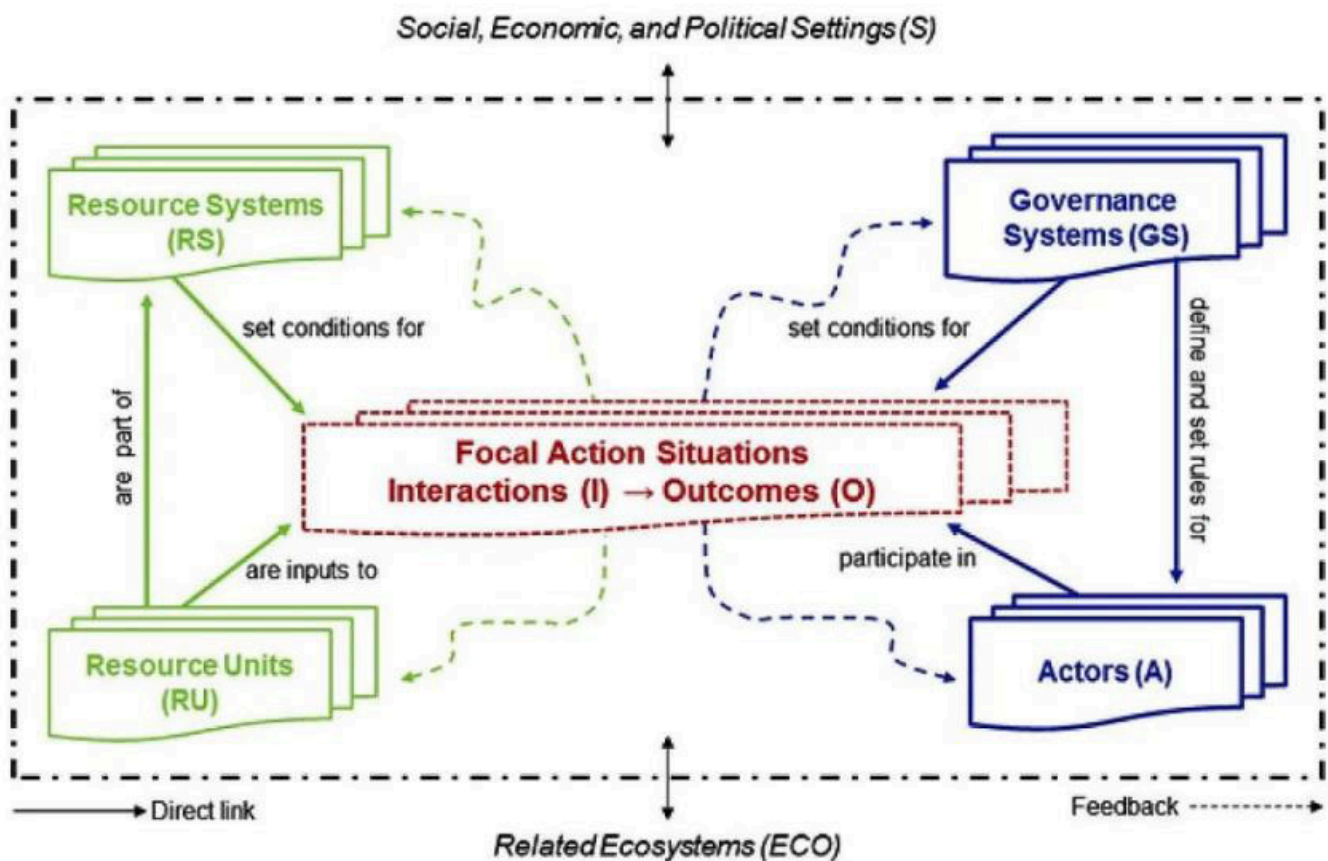 Social, Economic, and Political Settings (S)
Resource Systems
(RS)
Governance
Systems (GS)
set conditions for
set conditions for
are part of
define and set rules for
Focal Action Situations
Interactions (I) → Outcomes (O)
are inputs to
participate in
Resource Units
(RU)
Actors (A)
Direct link
Feedback
Related Ecosystems (ECO)